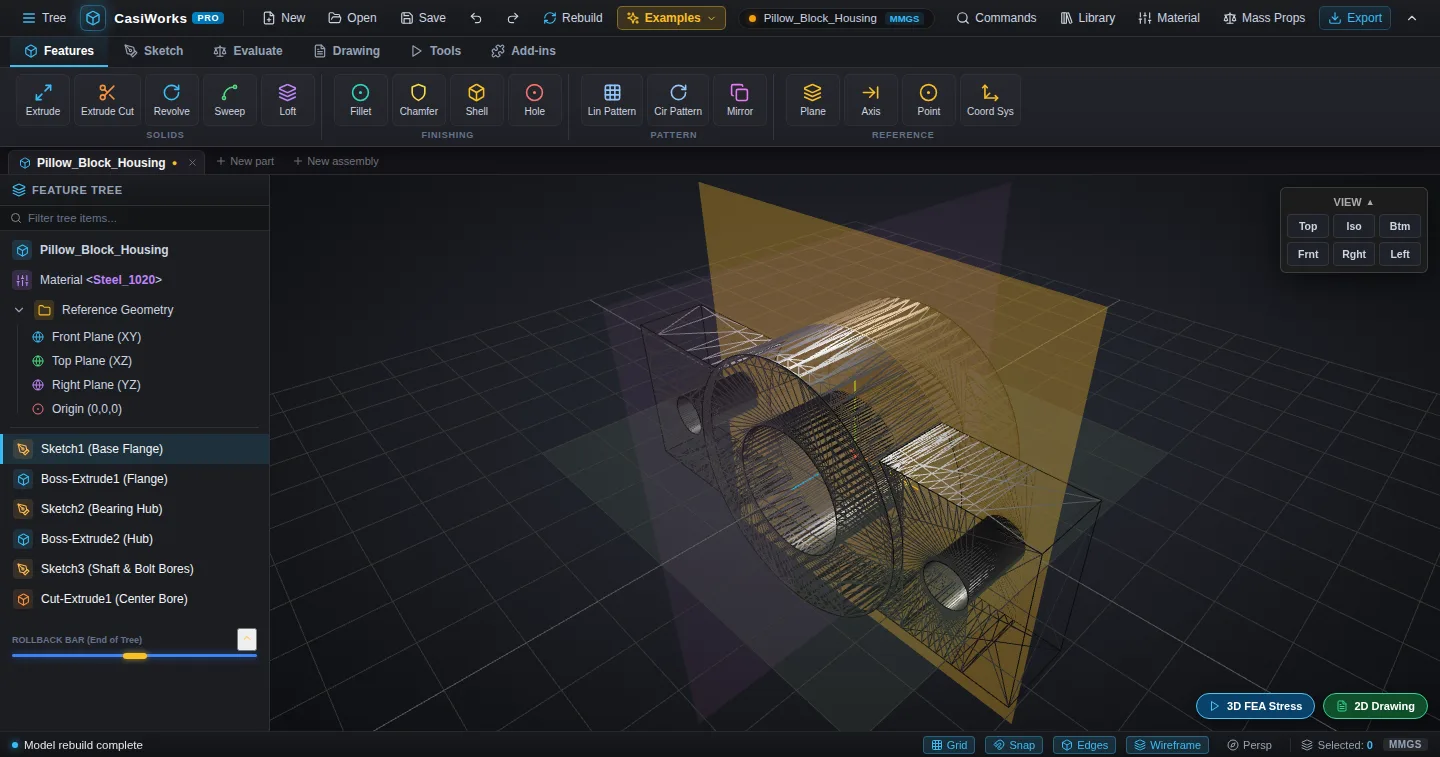 Tree CasiWorks PRO New Open Save Rebuild Examples Pillow_Block_Housing MMGS Commands Library Material Mass Props Export
Features Sketch Evaluate Drawing Tools Add-ins
Extrude Extrude Cut Revolve Sweep Loft Fillet Chamfer Shell Hole Lin Pattern Cir Pattern Mirror Plane Axis Point Coord Sys
SOLIDS FINISHING PATTERN REFERENCE
Pillow_Block_Housing New part New assembly
FEATURE TREE
Filter tree items...
Pillow_Block_Housing
Material <Steel_1020>
Reference Geometry
Front Plane (XY)
Top Plane (XZ)
Right Plane (YZ)
Origin (0,0,0)
Sketch1 (Base Flange)
Boss-Extrude1 (Flange)
Sketch2 (Bearing Hub)
Boss-Extrude2 (Hub)
Sketch3 (Shaft & Bolt Bores)
Cut-Extrude1 (Center Bore)
ROLLBACK BAR (End of Tree)
VIEW ▲
Top Iso Btm
Frnt Rght Left
3D FEA Stress 2D Drawing
Model rebuild complete Grid Snap Edges Wireframe Persp Selected: 0 MMGS